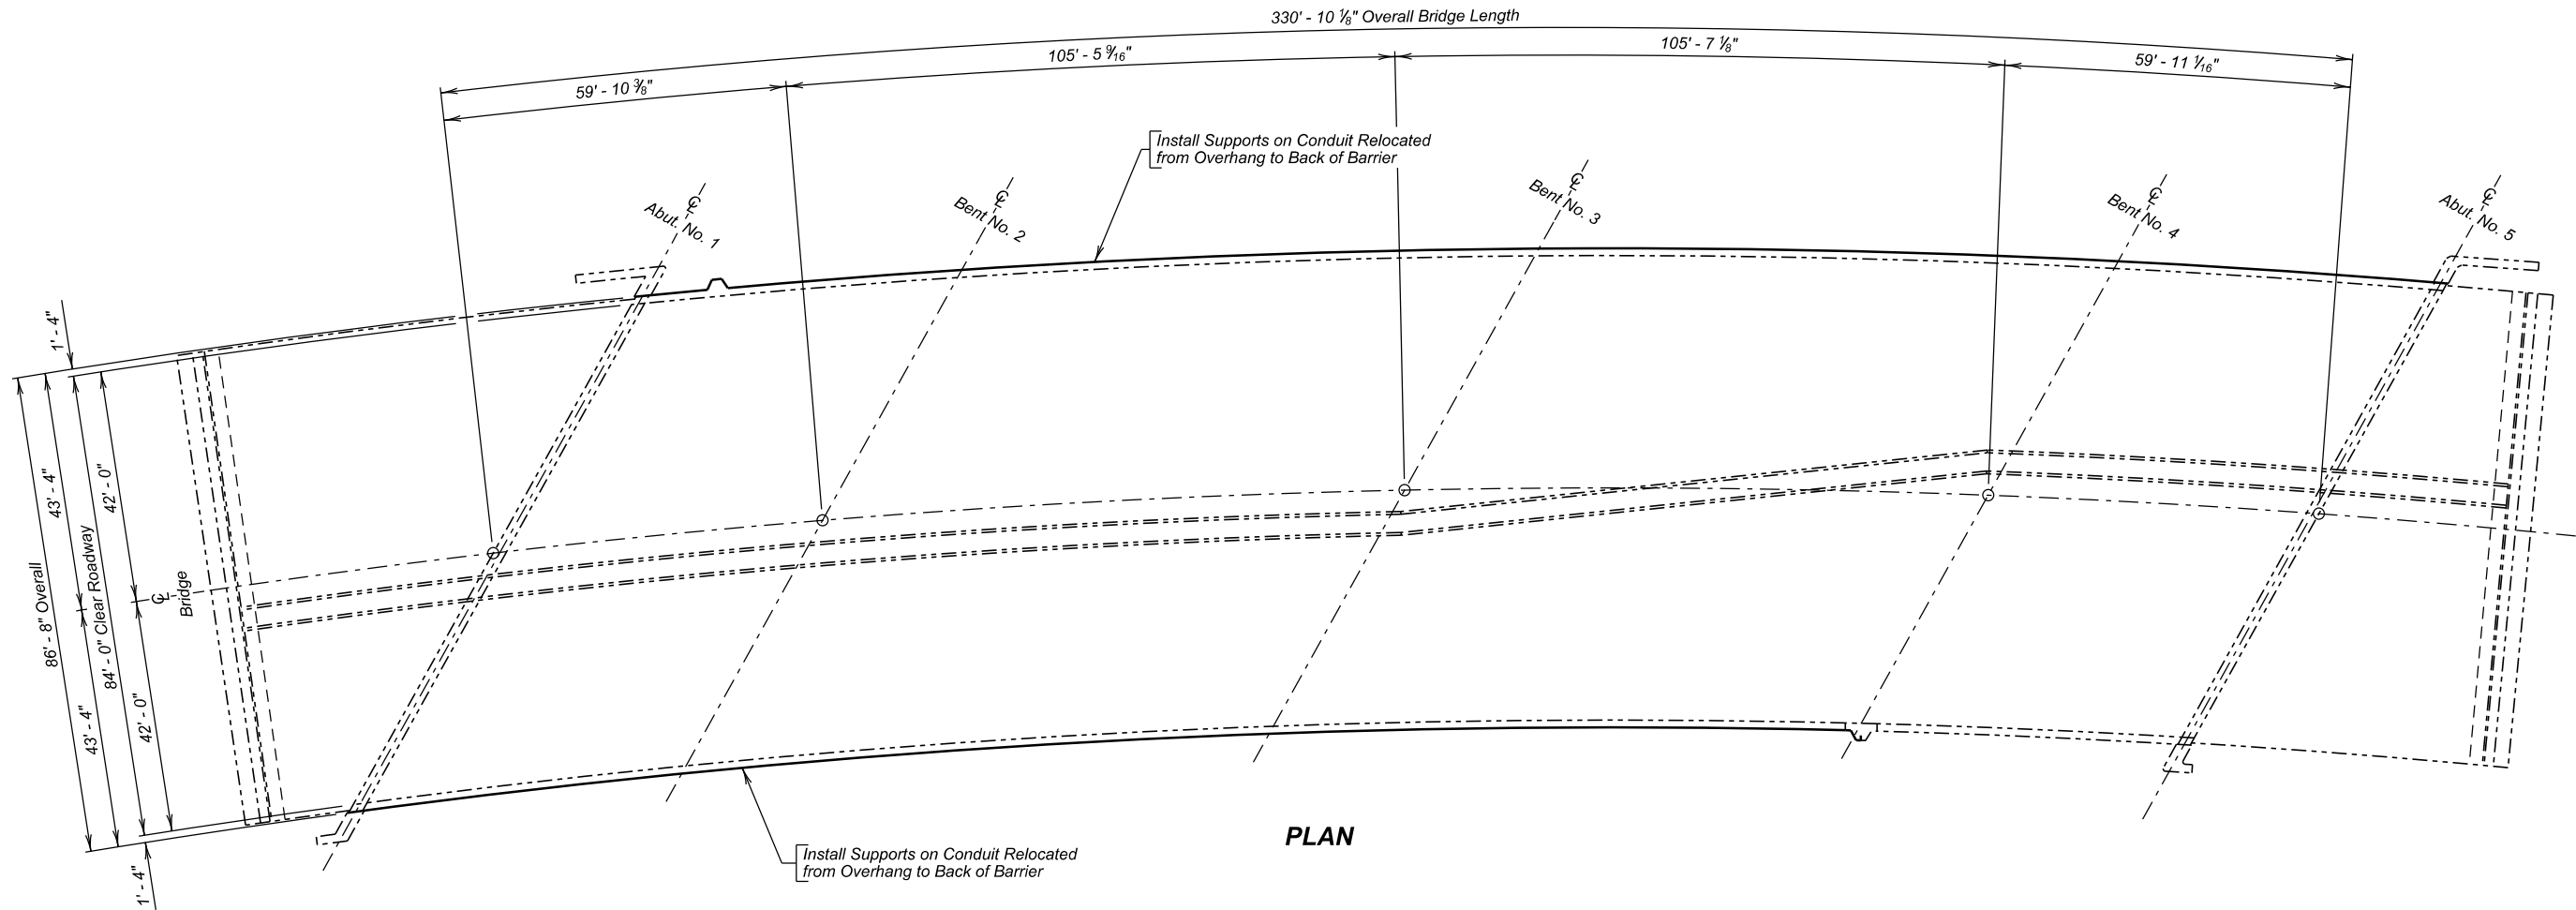 330' - 10 ⅛" Overall Bridge Length
59' - 10 ⅜"
105' - 5 9⁄16"
105' - 7 ⅛"
59' - 11 1⁄16"
Install Supports on Conduit Relocated
from Overhang to Back of Barrier
℄
Abut. No. 1
℄
Bent No. 2
℄
Bent No. 3
℄
Bent No. 4
℄
Abut. No. 5
1' - 4"
86' - 8" Overall
43' - 4"
43' - 4"
84' - 0" Clear Roadway
42' - 0"
42' - 0"
℄
Bridge
1' - 4"
Install Supports on Conduit Relocated
from Overhang to Back of Barrier
PLAN